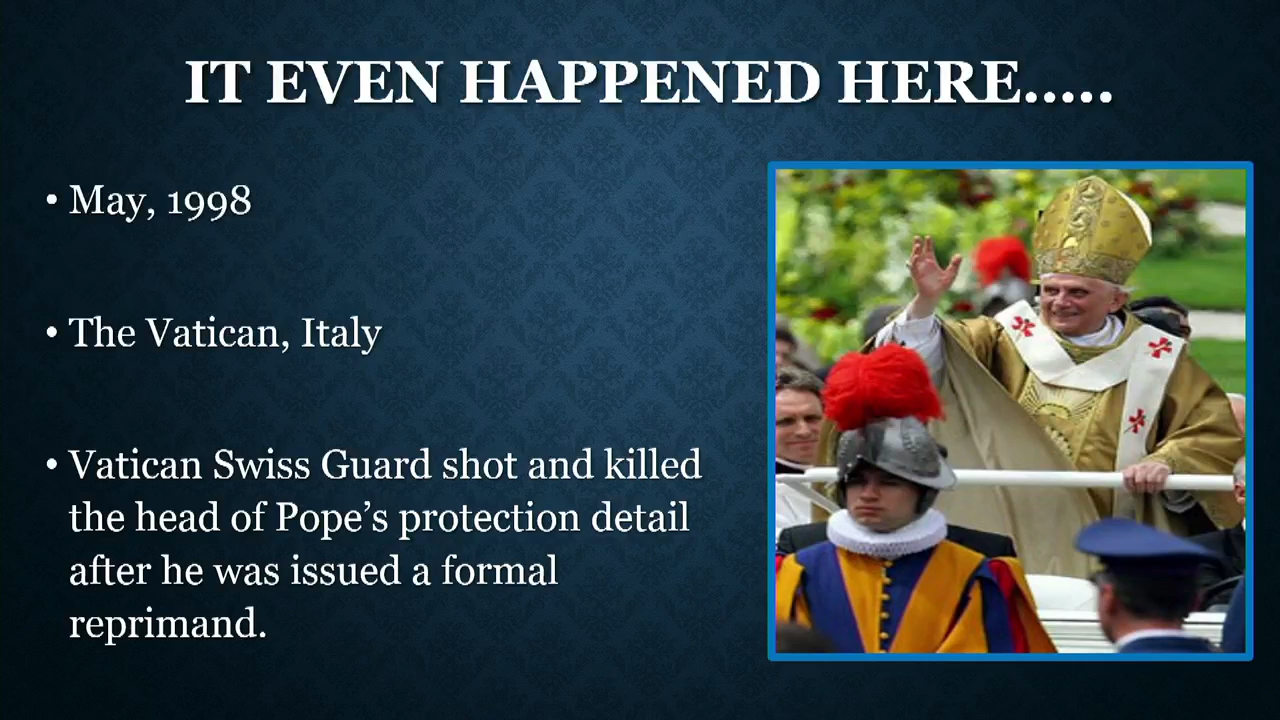 IT EVEN HAPPENED HERE.....
• May, 1998
• The Vatican, Italy
• Vatican Swiss Guard shot and killed
the head of Pope’s protection detail
after he was issued a formal
reprimand.